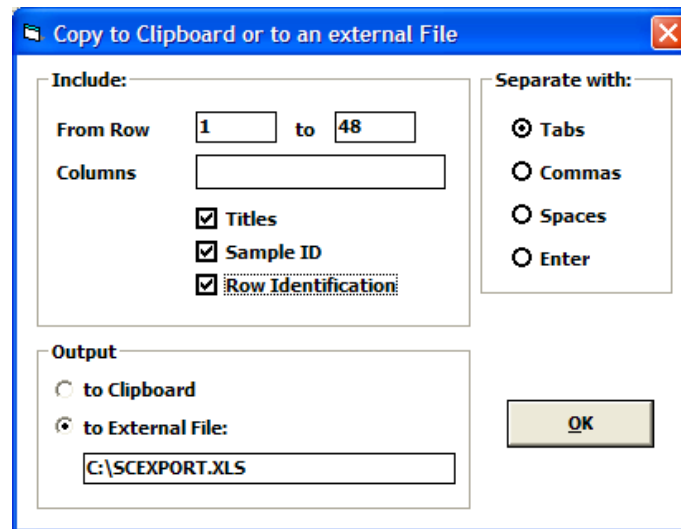 Copy to Clipboard or to an external File
Include:
From Row 1 to 48
Columns
Titles
Sample ID
Row Identification
Separate with:
Tabs
Commas
Spaces
Enter
Output
to Clipboard
to External File:
C:\SCEXPORT.XLS
OK